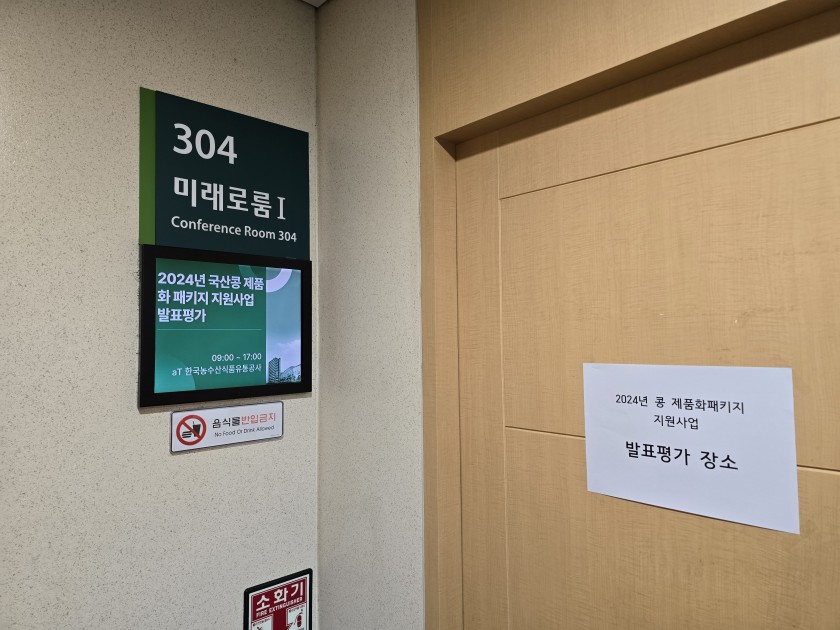 304
미래로룸 I
Conference Room 304
2024년 국산콩 제품
화 패키지 지원사업
발표평가
09:00 ~ 17:00
aT 한국농수산식품유통공사
음식물반입금지
No Food Or Drink Allowed
소화기
FIRE EXTINGUISHER
2024년 콩 제품화패키지
지원사업
발표평가 장소